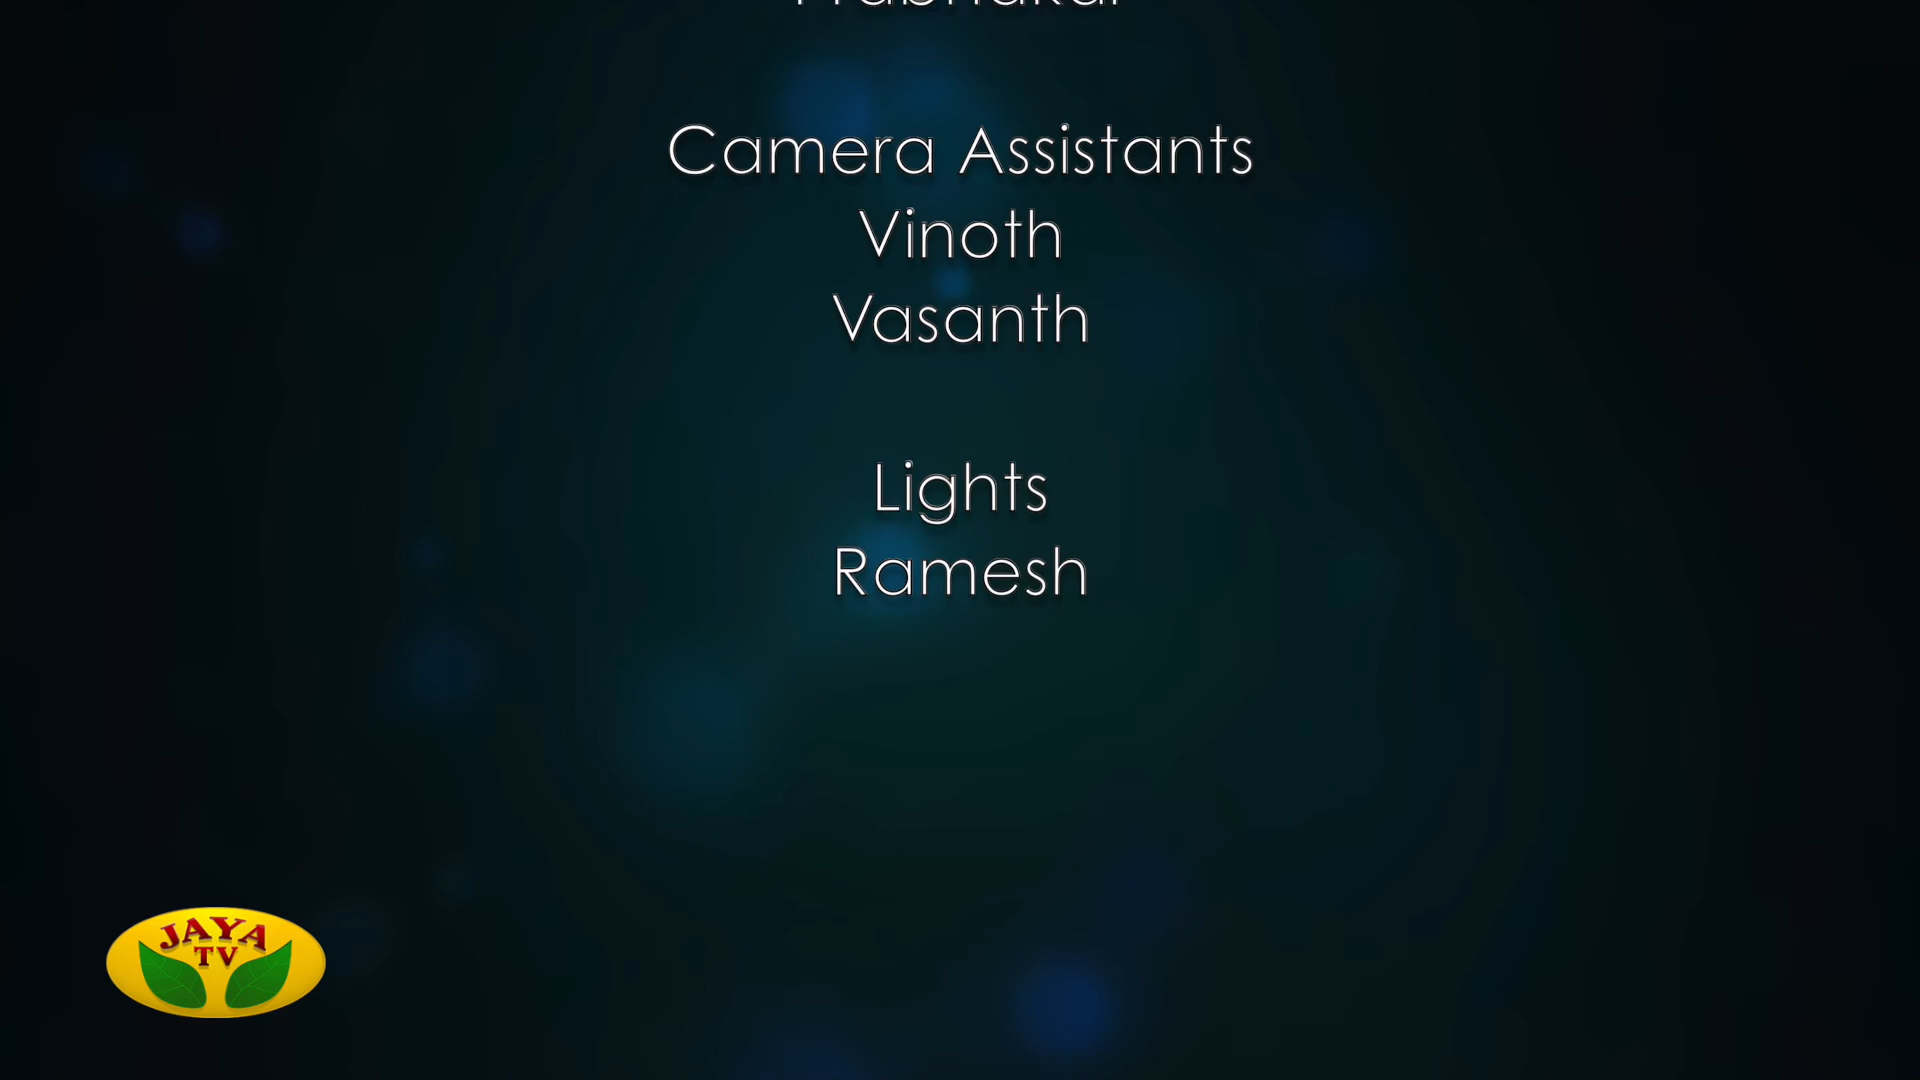 Camera Assistants
Vinoth
Vasanth
Lights
Ramesh
JAYA
TV